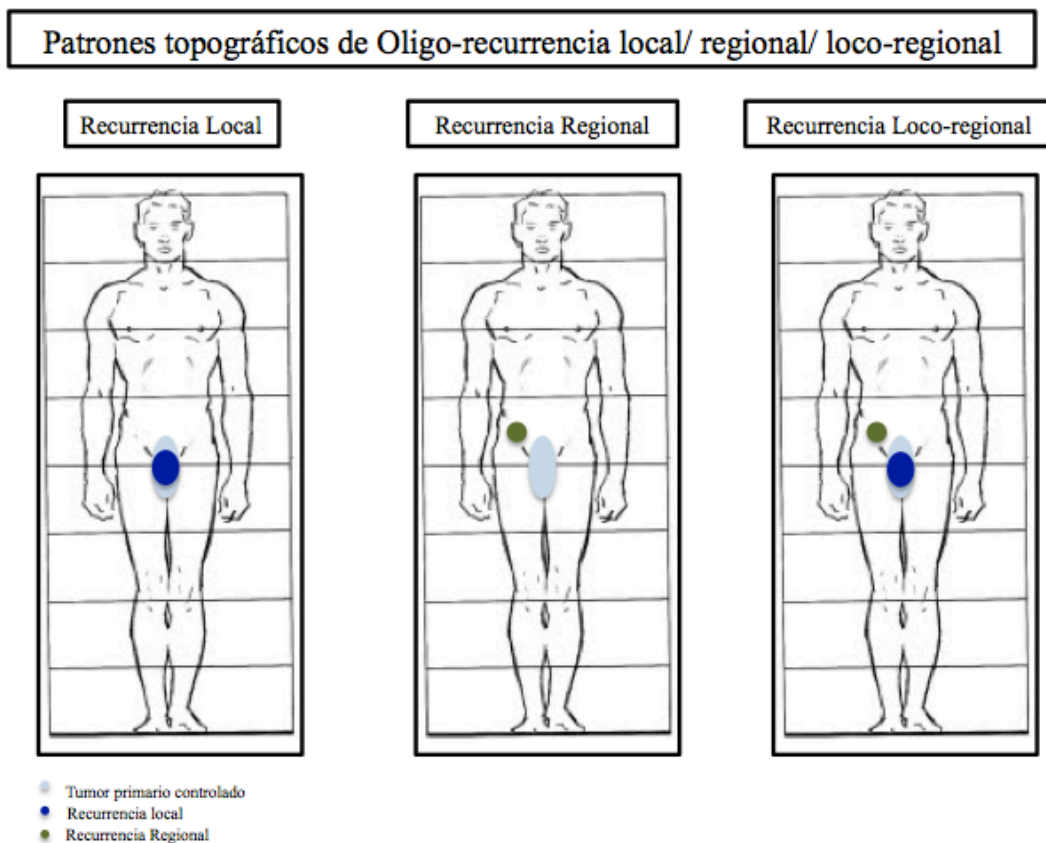 Patrones topográficos de Oligo-recurrencia local/ regional/ loco-regional
Recurrencia Local
Recurrencia Regional
Recurrencia Loco-regional
Tumor primario controlado
Recurrencia local
Recurrencia Regional